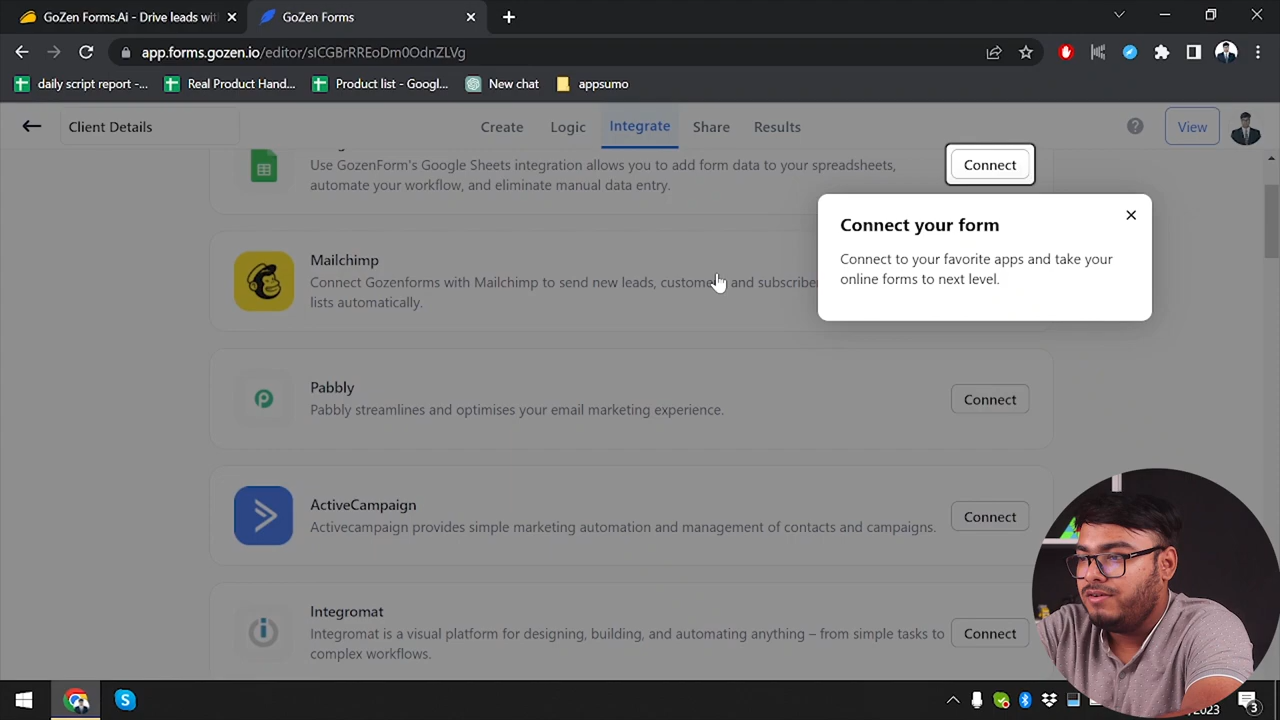 GoZen Forms.Ai - Drive leads wit
GoZen Forms
app.forms.gozen.io/editor/slCGBrRREoDm0OdnZLVg
daily script report -...
Real Product Hand...
Product list - Googl...
New chat
appsumo
Client Details
Create
Logic
Integrate
Share
Results
View
Use GozenForm's Google Sheets integration allows you to add form data to your spreadsheets,
automate your workflow, and eliminate manual data entry.
Connect
Connect your form
Connect to your favorite apps and take your
online forms to next level.
Mailchimp
Connect Gozenforms with Mailchimp to send new leads, and subscribe
lists automatically.
Pabbly
Pabbly streamlines and optimises your email marketing experience.
Connect
ActiveCampaign
Activecampaign provides simple marketing automation and management of contacts and campaigns.
Connect
Integromat
Integromat is a visual platform for designing, building, and automating anything – from simple tasks to
complex workflows.
Connect
2023
3